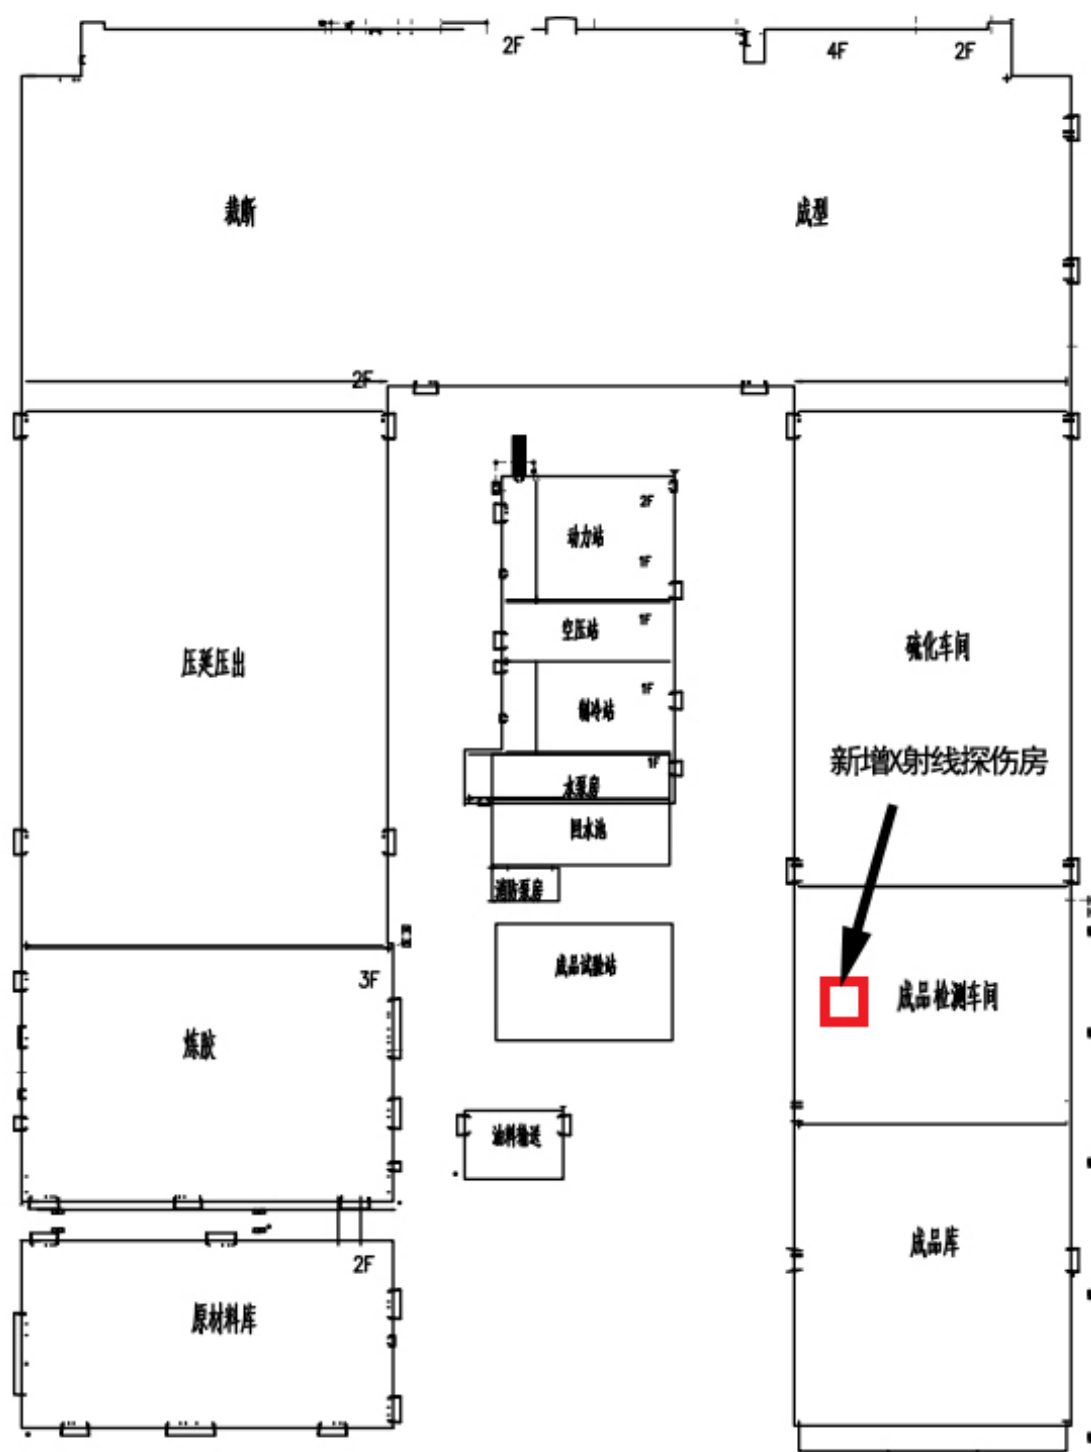 2F
4F
2F
裁断
成型
2F
2F
动力站
1F
空压站
1F
硫化车间
压延压出
1F
制冷站
新增X射线探伤房
1F
水泵房
回水池
消防泵房
成品试验站
3F
成品检测车间
炼胶
油料输送
成品库
2F
原材料库